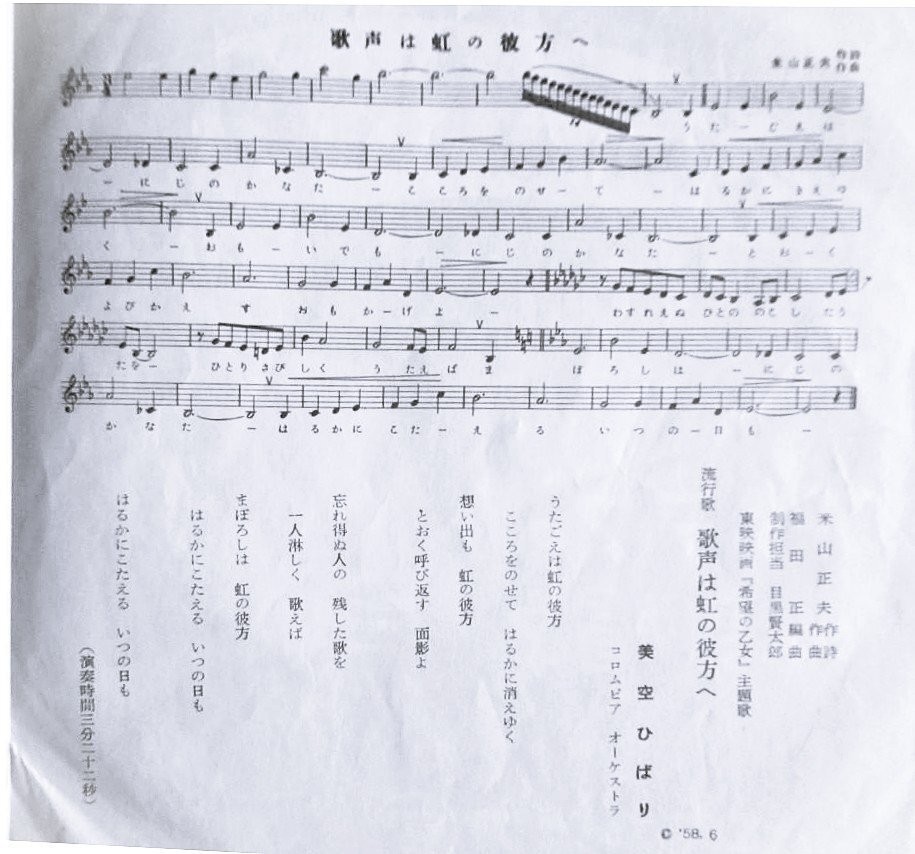 歌声は虹の彼方へ
米山正夫 作詩 作曲
うたーごえは
ーにじのかなたーこころをのせーてーはるかにきえゆ
くーおもーいでもーにじのかなたーとおーく
よびかえすおもかーげよーわすれえぬひとののとしたう
たをーひとりさびしくうたえばまぼろしはーにじの
かなたーはるかにこたーえるいつのー日もー
米山正夫 作詩 作曲
福田正 編曲
制作担当 目黒賢太郎
東映映画『希望の乙女』主題歌
流行歌 歌声は虹の彼方へ
美空ひばり
コロムビア オーケストラ
うたごえは虹の彼方
こころをのせて はるかに消えゆく
想い出も 虹の彼方
とおく呼び返す 面影よ
忘れ得ぬ人の 残した歌を
一人淋しく 歌えば
まぼろしは 虹の彼方
はるかにこたえる いつの日も
はるかにこたえる いつの日も
(演奏時間三分二十二秒)
© '58. 6